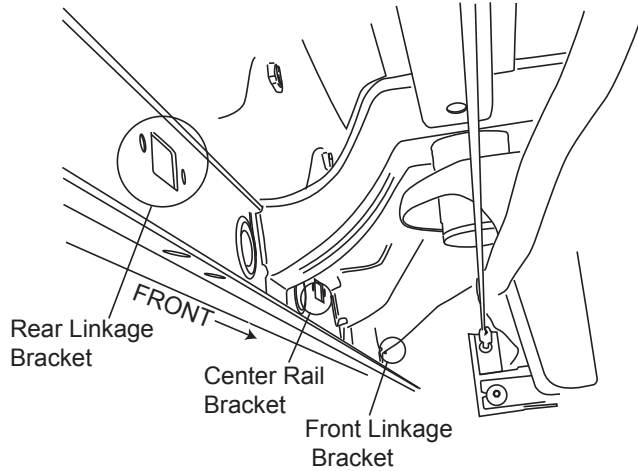 FRONT
Rear Linkage
Bracket
Center Rail
Bracket
Front Linkage
Bracket